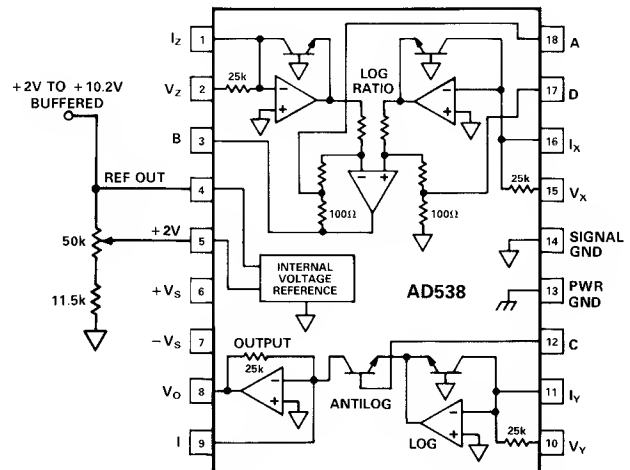 +2V TO +10.2V
BUFFERED
REF OUT
+2V
50k
11.5k
I_Z 1
V_Z 2
B 3
4
5
+V_S 6
−V_S 7
V_O 8
I 9
18 A
17 D
16 I_X
15 V_X
14 SIGNAL
GND
13 PWR
GND
12 C
11 I_Y
10 V_Y
25k
LOG
RATIO
25k
100Ω
100Ω
INTERNAL
VOLTAGE
REFERENCE
AD538
OUTPUT
25k
ANTILOG
LOG
25k
− + − + − + − + − +